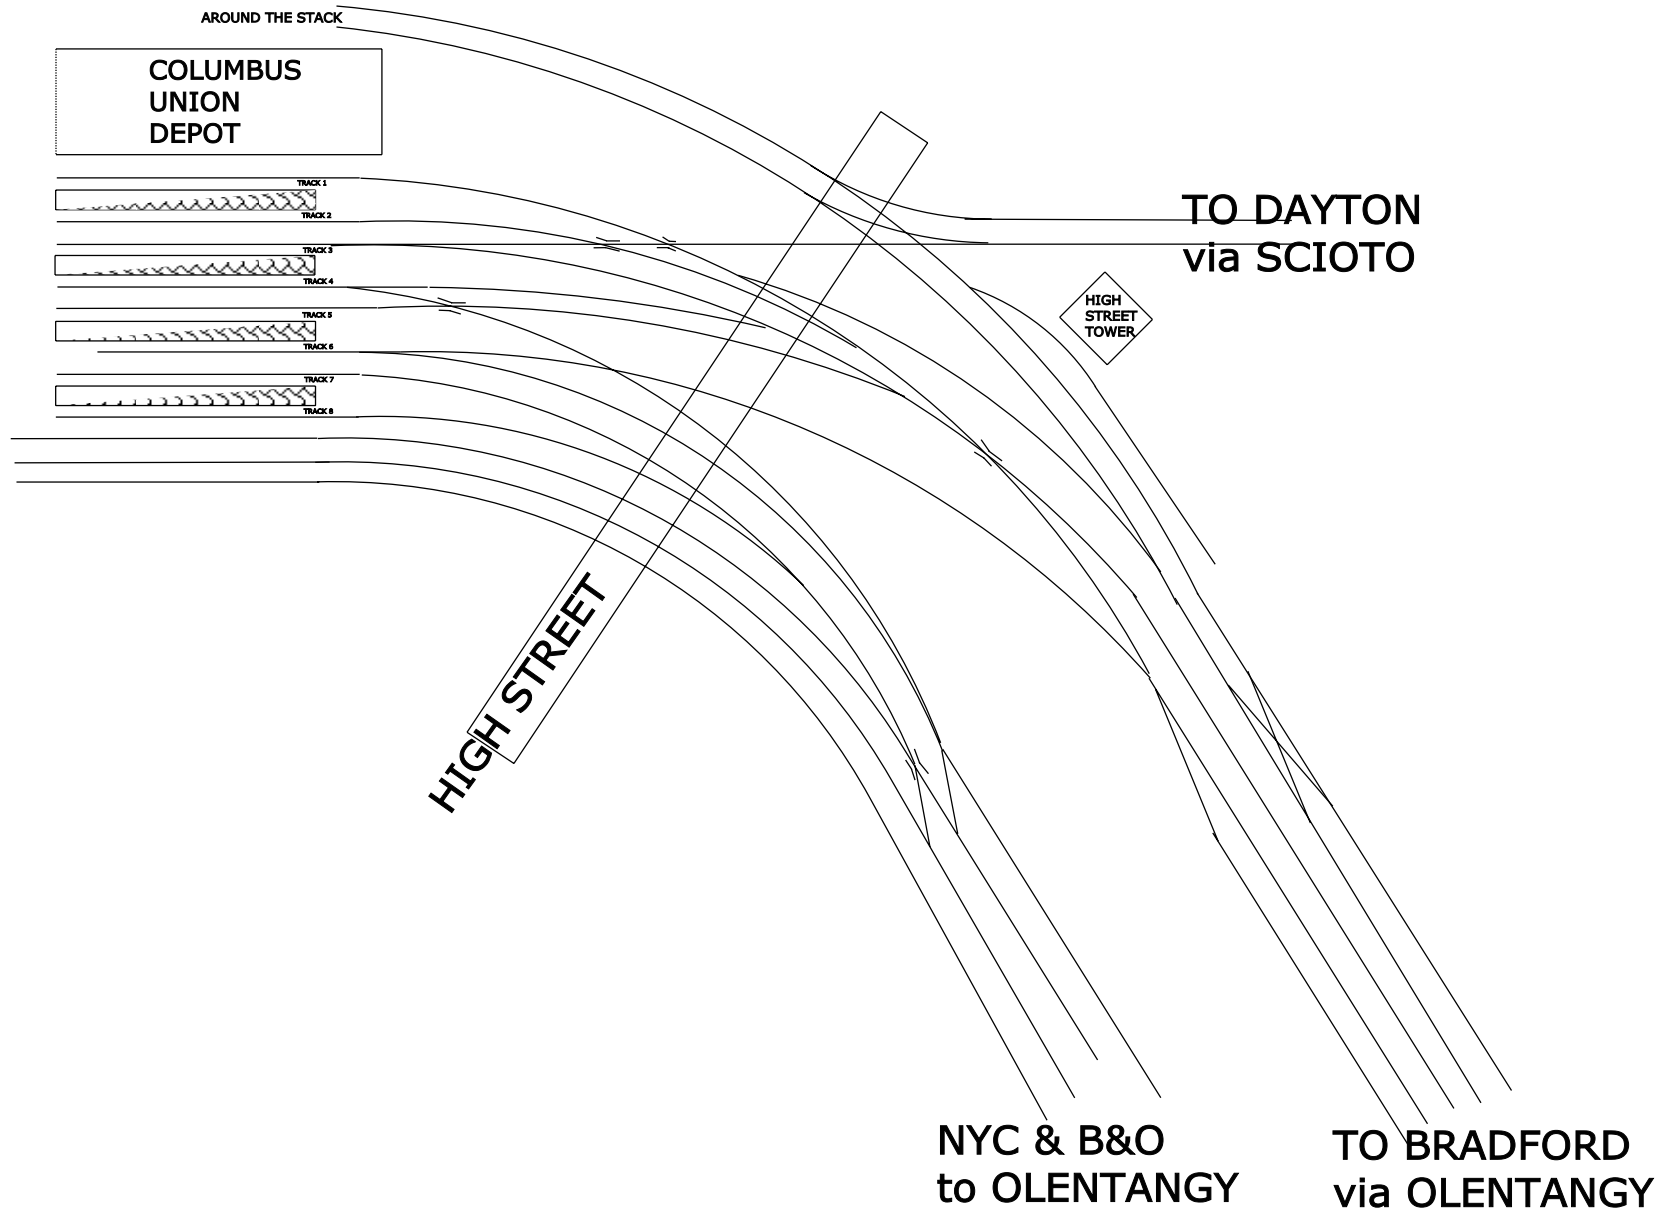 AROUND THE STACK
COLUMBUS
UNION
DEPOT
TRACK 1
TRACK 2
TRACK 3
TRACK 4
TRACK 5
TRACK 6
TRACK 7
TRACK 8
TO DAYTON
via SCIOTO
HIGH
STREET
TOWER
HIGH STREET
NYC & B&O
to OLENTANGY
TO BRADFORD
via OLENTANGY